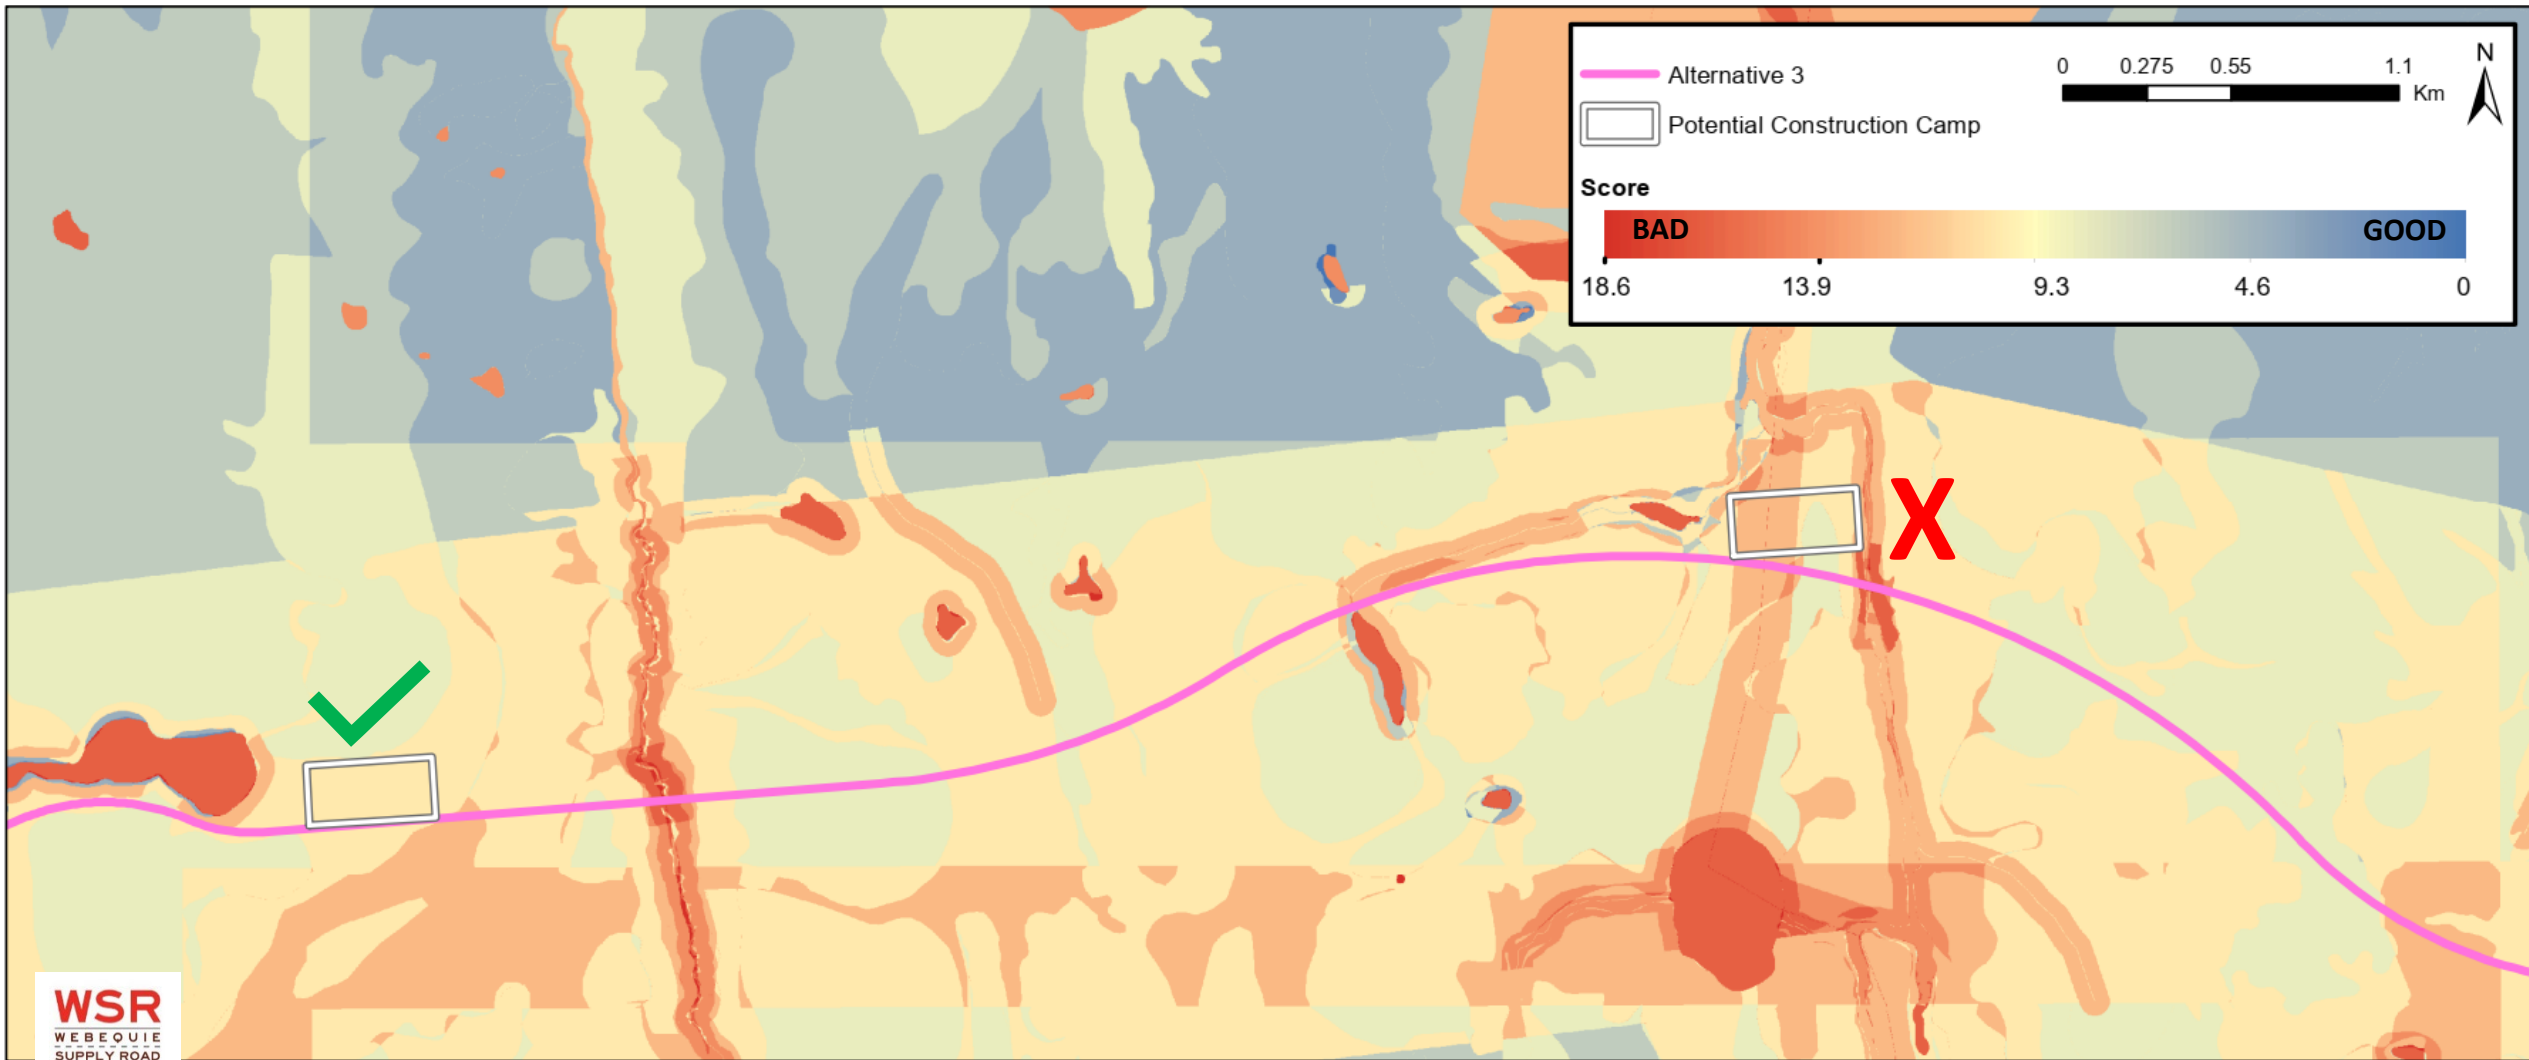 Alternative 3
Potential Construction Camp
0 0.275 0.55 1.1
Km
N
Score
BAD GOOD
18.6 13.9 9.3 4.6 0
X
WSR
WEBEQUIE
SUPPLY ROAD